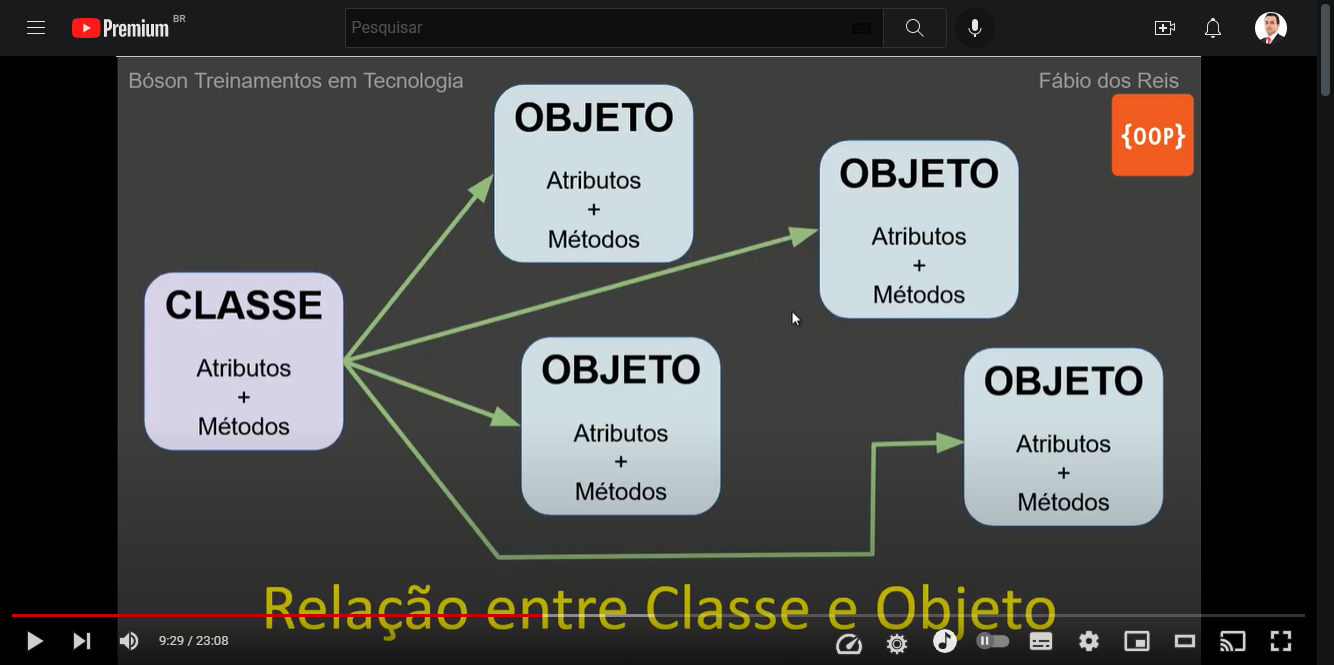 Premium BR
Pesquisar
Bóson Treinamentos em Tecnologia
Fábio dos Reis
{OOP}
OBJETO
Atributos
+
Métodos
OBJETO
Atributos
+
Métodos
CLASSE
Atributos
+
Métodos
OBJETO
Atributos
+
Métodos
OBJETO
Atributos
+
Métodos
Relação entre Classe e Objeto
9:29 / 23:08